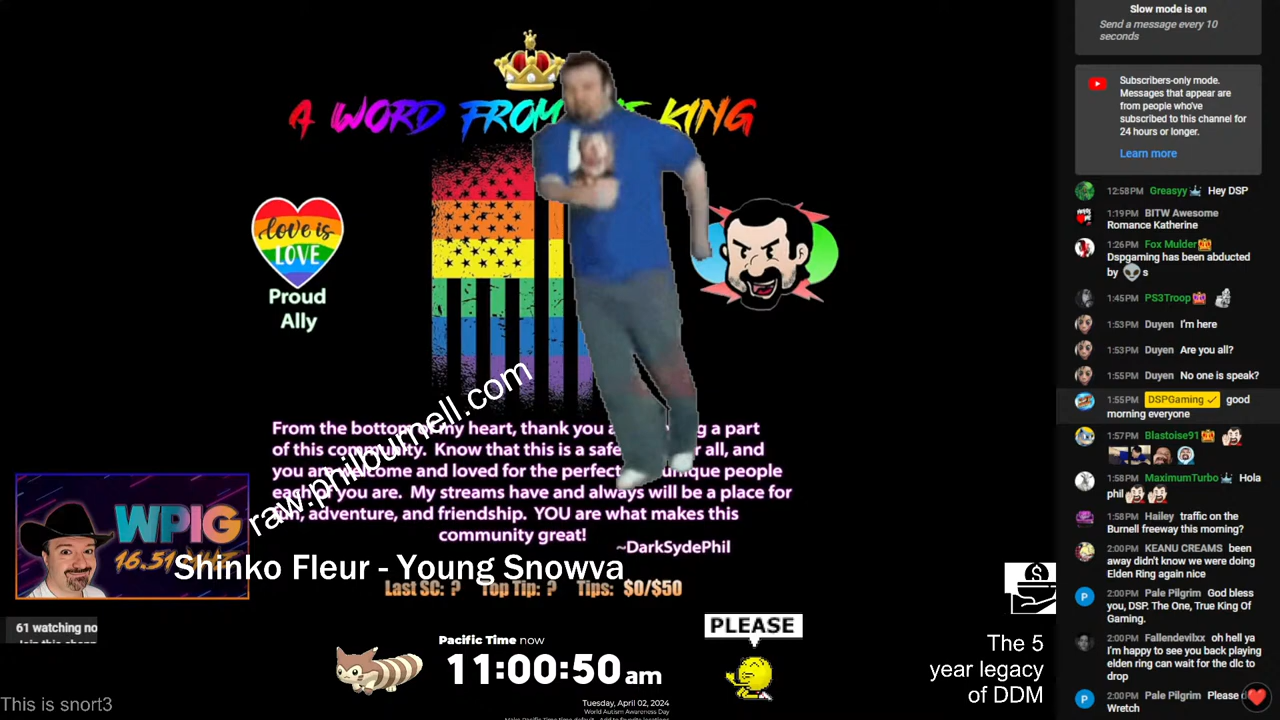 A WORD FROM KING
love is
LOVE
Proud
Ally
From the bottom of my heart, thank you a part
of this community. Know that this is a safe all, and
you are welcome and loved for the perfect unique people
each of you are. My streams have and always will be a place for
fun, adventure, and friendship. YOU are what makes this
community great!
~DarkSydePhil
raw.philburnell.com
WPIG
16.51
Shinko Fleur - Young Snowva
Last SC: ? Top Tip: ? Tips: $0/$50
61 watching no
Pacific Time now
11:00:50 am
Tuesday, April 02, 2024
World Autism Awareness Day
PLEASE
The 5
year legacy
of DDM
This is snort3
Slow mode is on
Send a message every 10
seconds
Subscribers-only mode.
Messages that appear are
from people who've
subscribed to this channel for
24 hours or longer.
Learn more
12:58PM Greasyy Hey DSP
1:19PM BITW Awesome
Romance Katherine
1:26PM Fox Mulder
Dspgaming has been abducted
by s
1:45PM PS3Troop
1:53PM Duyen I'm here
1:53PM Duyen Are you all?
1:55PM Duyen No one is speak?
1:55PM DSPGaming good
morning everyone
1:57PM Blastoise91
1:58PM MaximumTurbo Hola
phil
1:58PM Hailey traffic on the
Burnell freeway this morning?
2:00PM KEANU CREAMS been
away didn't know we were doing
Elden Ring again nice
2:00PM Pale Pilgrim God bless
you, DSP. The One, True King Of
Gaming.
2:00PM Fallendevilxx oh hell ya
I'm happy to see you back playing
elden ring can wait for the dlc to
drop
2:00PM Pale Pilgrim Please
Wretch